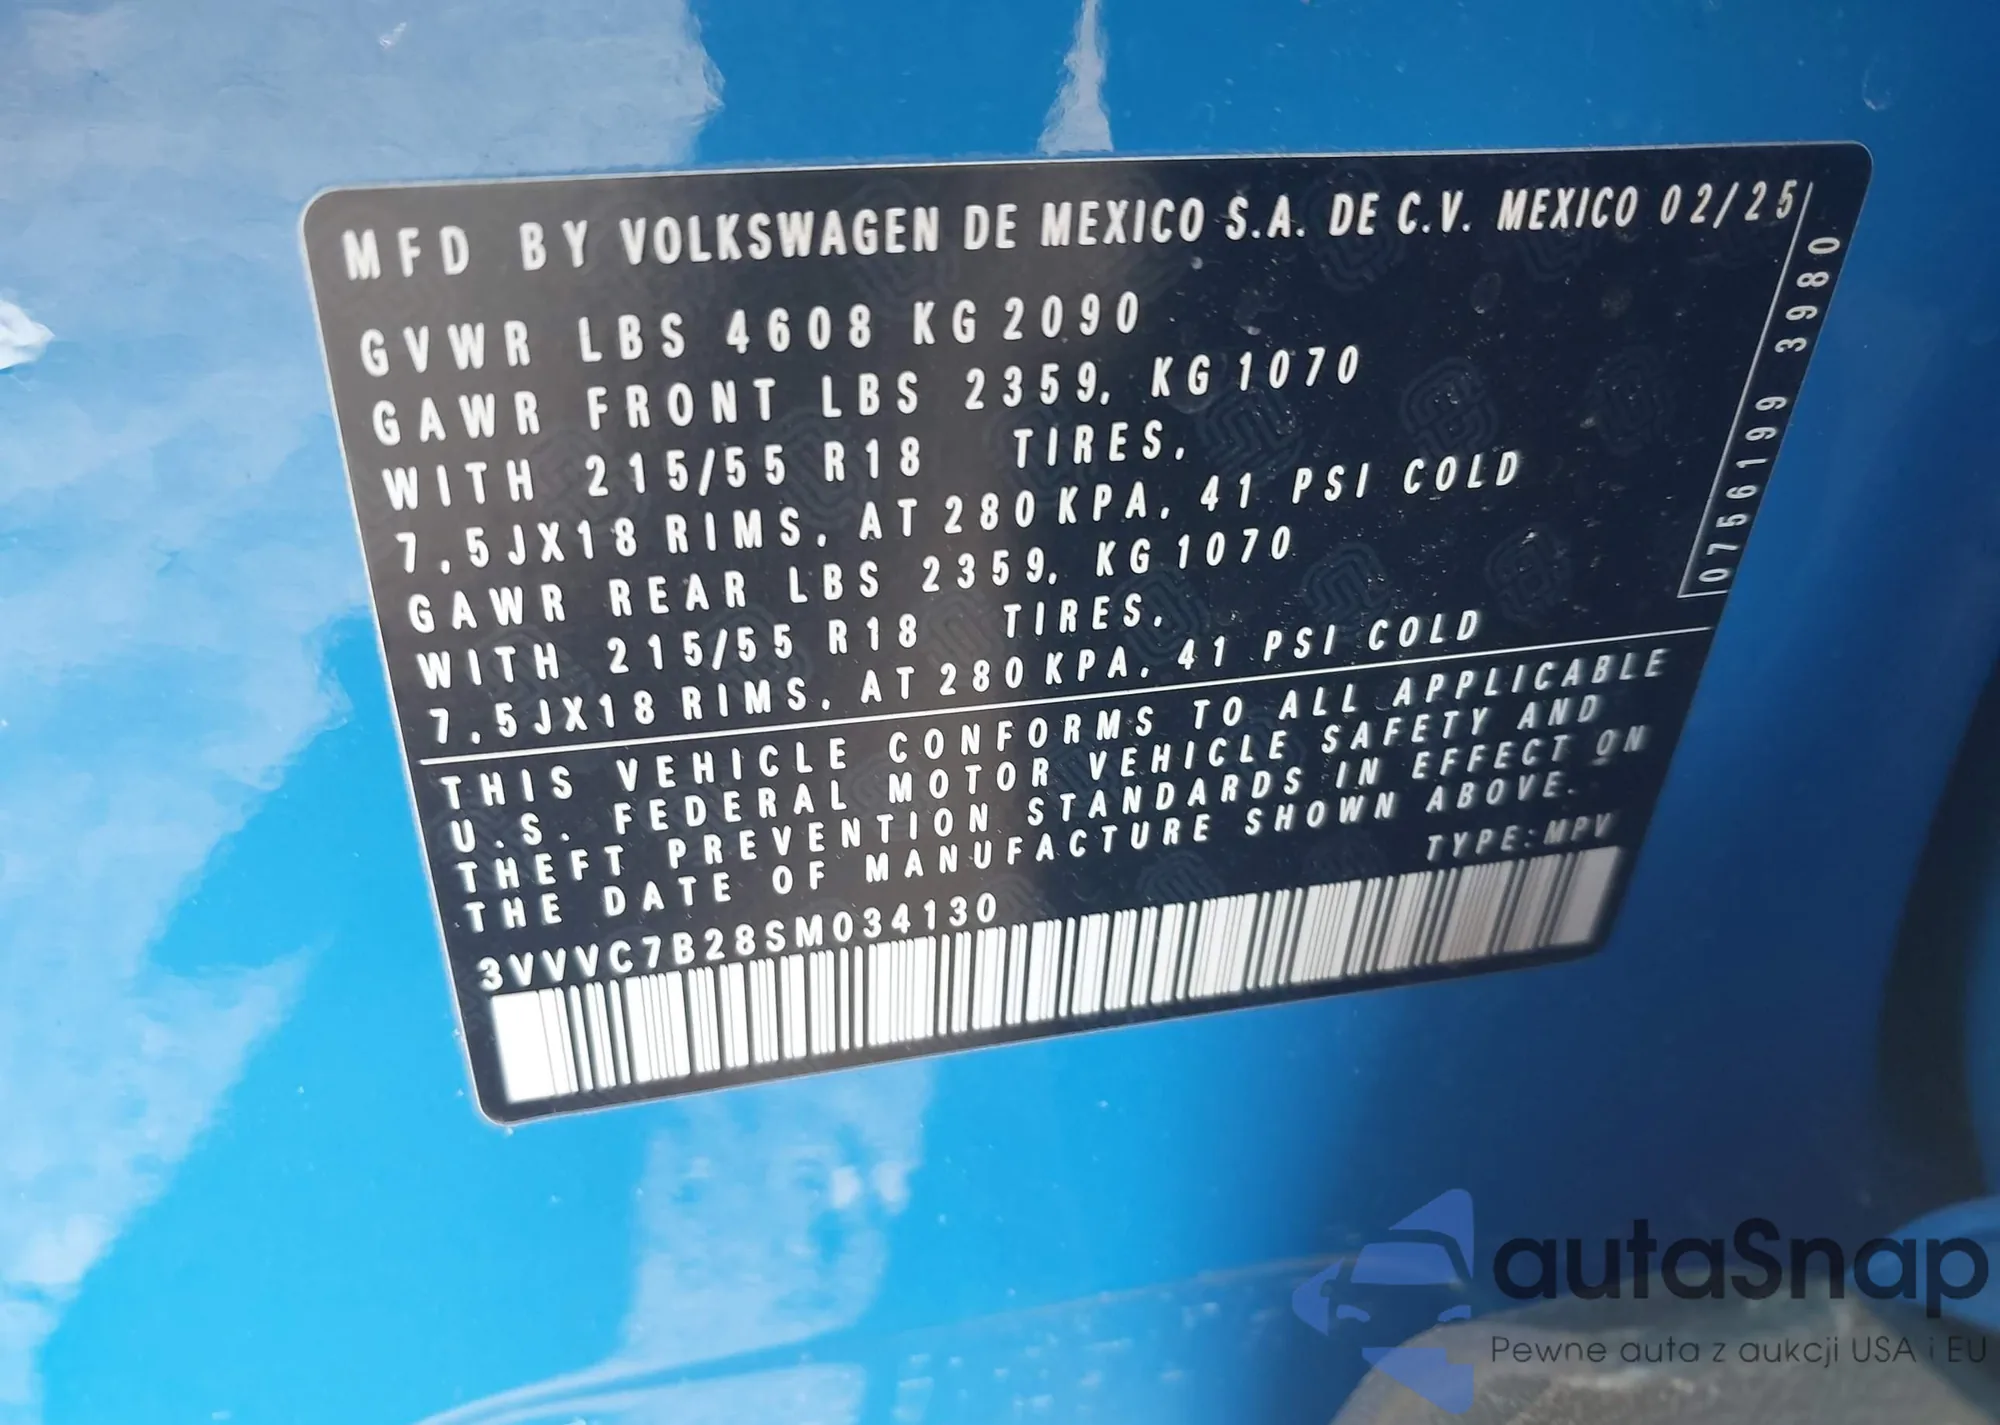 MFD BY VOLKSWAGEN DE MEXICO S.A. DE C.V. MEXICO 02/25
GVWR LBS 4608 KG 2090
GAWR FRONT LBS 2359, KG 1070
WITH 215/55 R18 TIRES,
7,5JX18 RIMS, AT 280 KPA, 41 PSI COLD
GAWR REAR LBS 2359, KG 1070
WITH 215/55 R18 TIRES,
7,5JX18 RIMS, AT 280 KPA, 41 PSI COLD
0756199 3980
THIS VEHICLE CONFORMS TO ALL APPLICABLE
U.S. FEDERAL MOTOR VEHICLE SAFETY AND
THEFT PREVENTION STANDARDS IN EFFECT ON
THE DATE OF MANUFACTURE SHOWN ABOVE.
TYPE:MPV
3VVVC7B28SM034130
autaSnap
Pewne auta z aukcji USA i EU